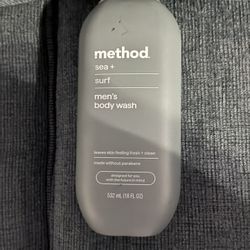 method.
sea +
surf
men's
body wash
leaves skin feeling fresh + clean
made without parabens
designed for you
with the future in mind
532 mL (18 FL OZ)